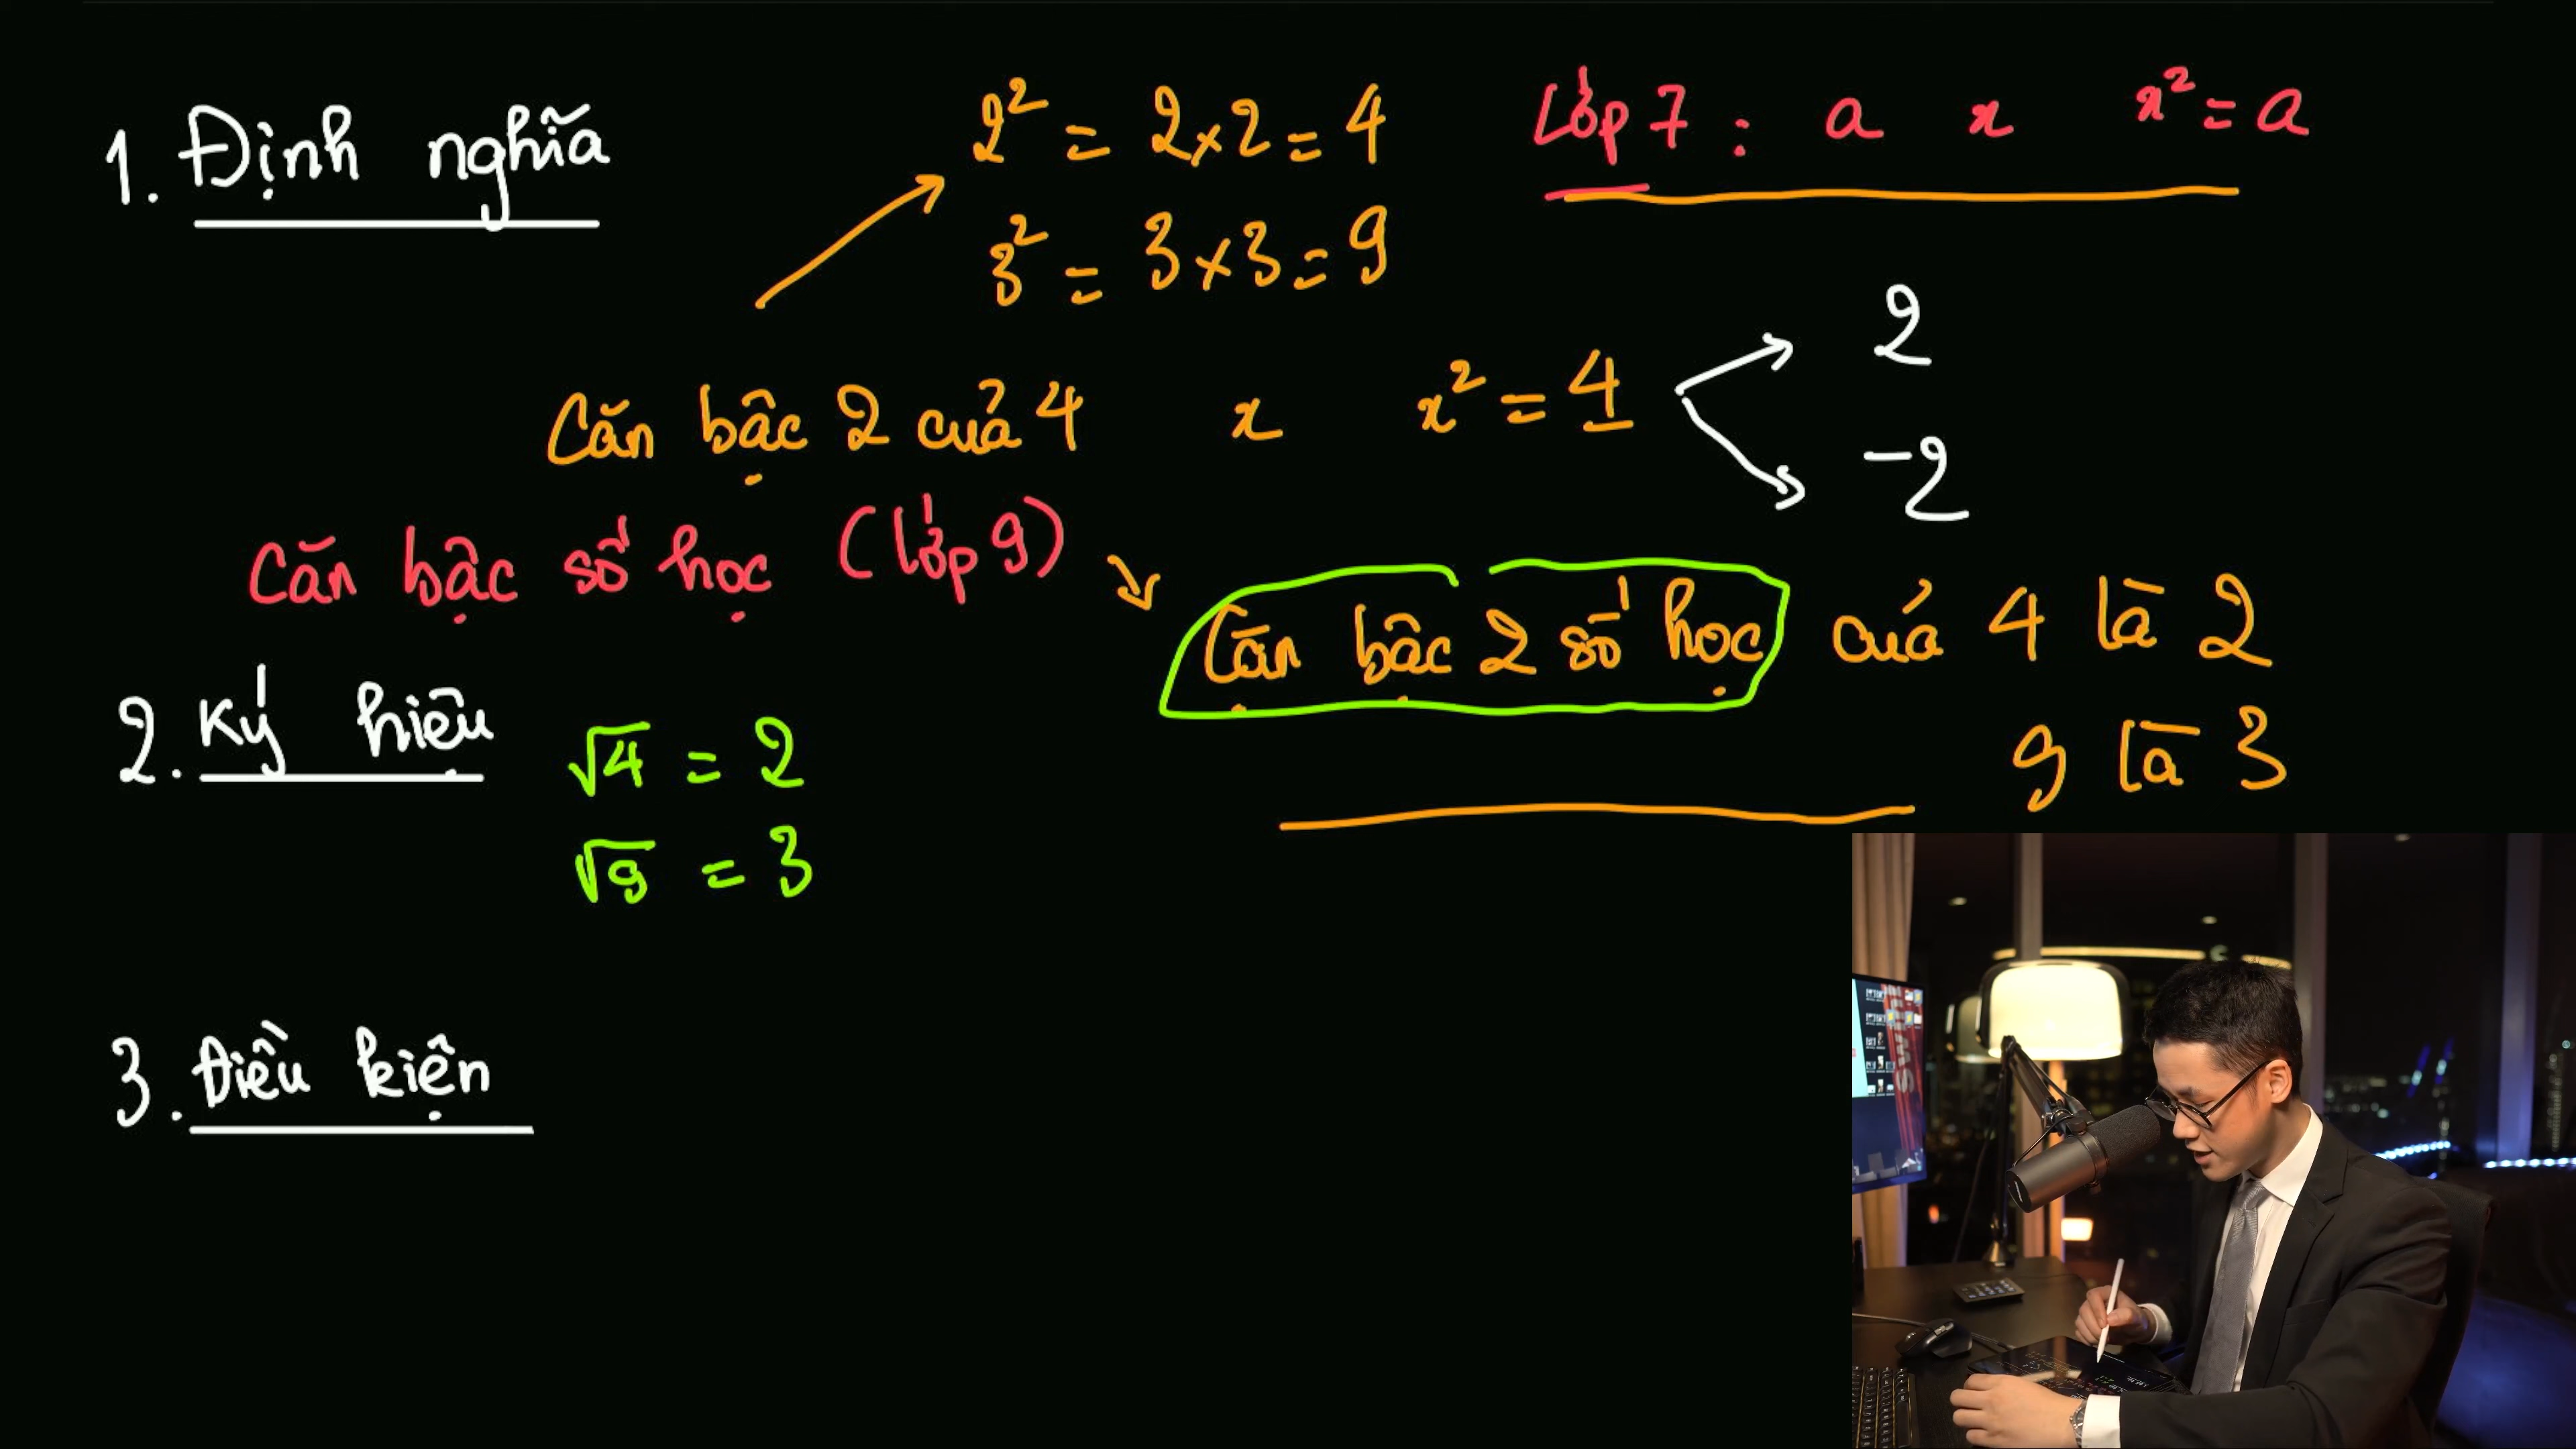 1. Định nghĩa
2² = 2×2 = 4
3² = 3×3 = 9
Lớp 7 : a x x² = a
Căn bậc 2 của 4 x x² = 4
2
-2
Căn bậc số học (lớp 9)
Căn bậc 2 số học của 4 là 2
9 là 3
2. Ký hiệu
√4 = 2
√9 = 3
3. Điều kiện